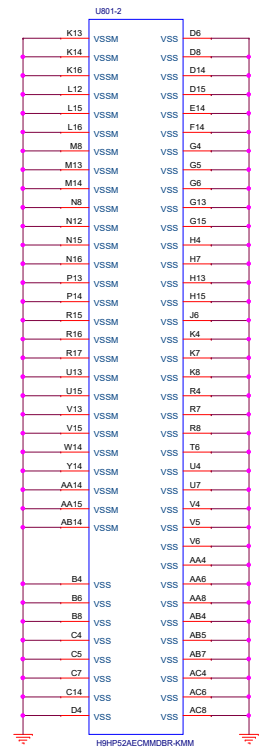 U801-2
K13 VSSM VSS D6
K14 VSSM VSS D8
K16 VSSM VSS D14
L12 VSSM VSS D15
L15 VSSM VSS E14
L16 VSSM VSS F14
M8 VSSM VSS G4
M13 VSSM VSS G5
M14 VSSM VSS G6
N8 VSSM VSS G13
N12 VSSM VSS G15
N15 VSSM VSS H4
N16 VSSM VSS H7
P13 VSSM VSS H13
P14 VSSM VSS H15
R15 VSSM VSS J6
R16 VSSM VSS K4
R17 VSSM VSS K7
U13 VSSM VSS K8
U15 VSSM VSS R4
V13 VSSM VSS R7
V15 VSSM VSS R8
W14 VSSM VSS T6
Y14 VSSM VSS U4
AA14 VSSM VSS U7
AA15 VSSM VSS V4
AB14 VSSM VSS V5
VSS V6
VSS AA4
B4 VSS VSS AA6
B6 VSS VSS AA8
B8 VSS VSS AB4
C4 VSS VSS AB5
C5 VSS VSS AB7
C7 VSS VSS AC4
C14 VSS VSS AC6
D4 VSS VSS AC8
H9HP52AECMMDBR-KMM